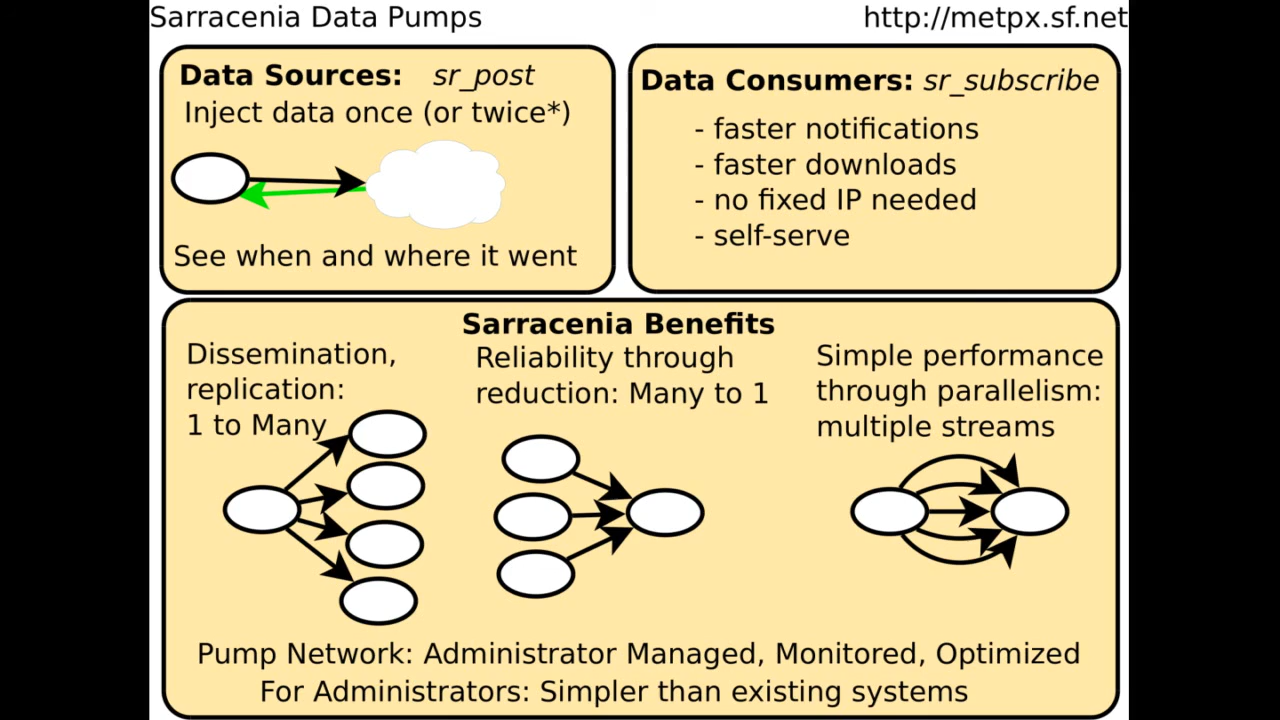 Sarracenia Data Pumps
http://metpx.sf.net
Data Sources: sr_post
Inject data once (or twice*)
See when and where it went
Data Consumers: sr_subscribe
- faster notifications
- faster downloads
- no fixed IP needed
- self-serve
Sarracenia Benefits
Dissemination,
replication:
1 to Many
Reliability through
reduction: Many to 1
Simple performance
through parallelism:
multiple streams
Pump Network: Administrator Managed, Monitored, Optimized
For Administrators: Simpler than existing systems